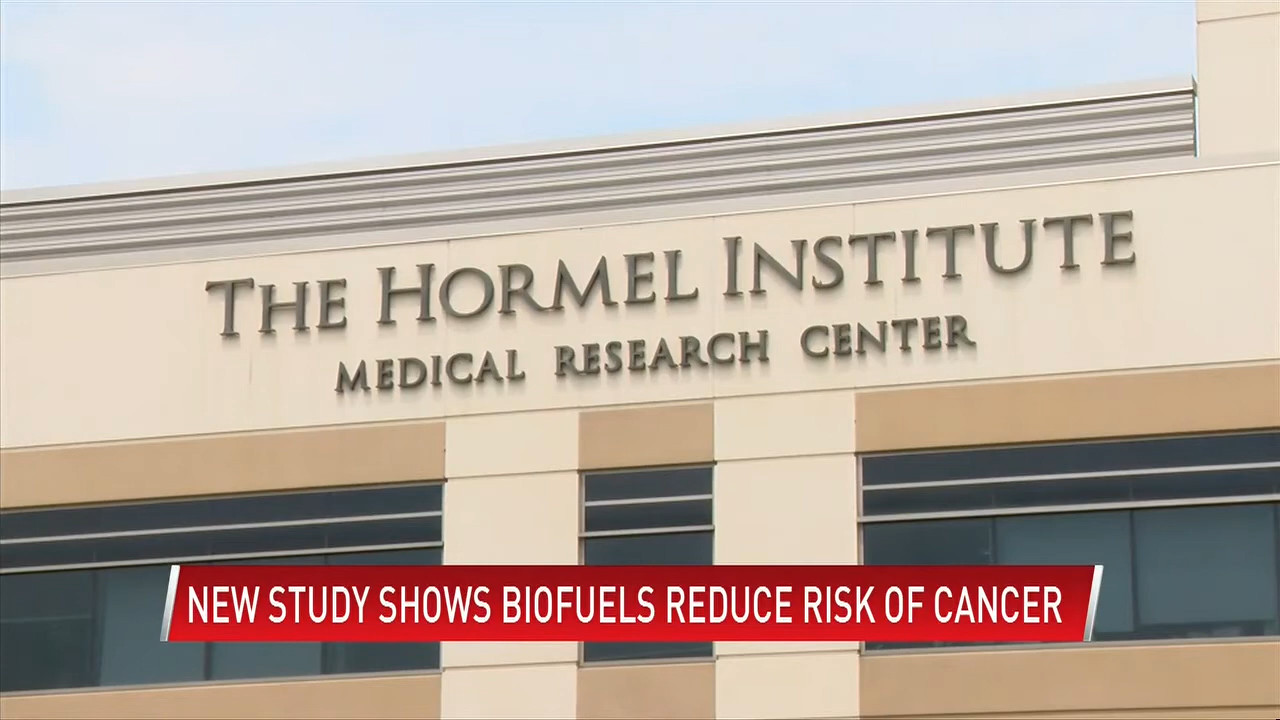 THE HORMEL INSTITUTE
MEDICAL RESEARCH CENTER
NEW STUDY SHOWS BIOFUELS REDUCE RISK OF CANCER